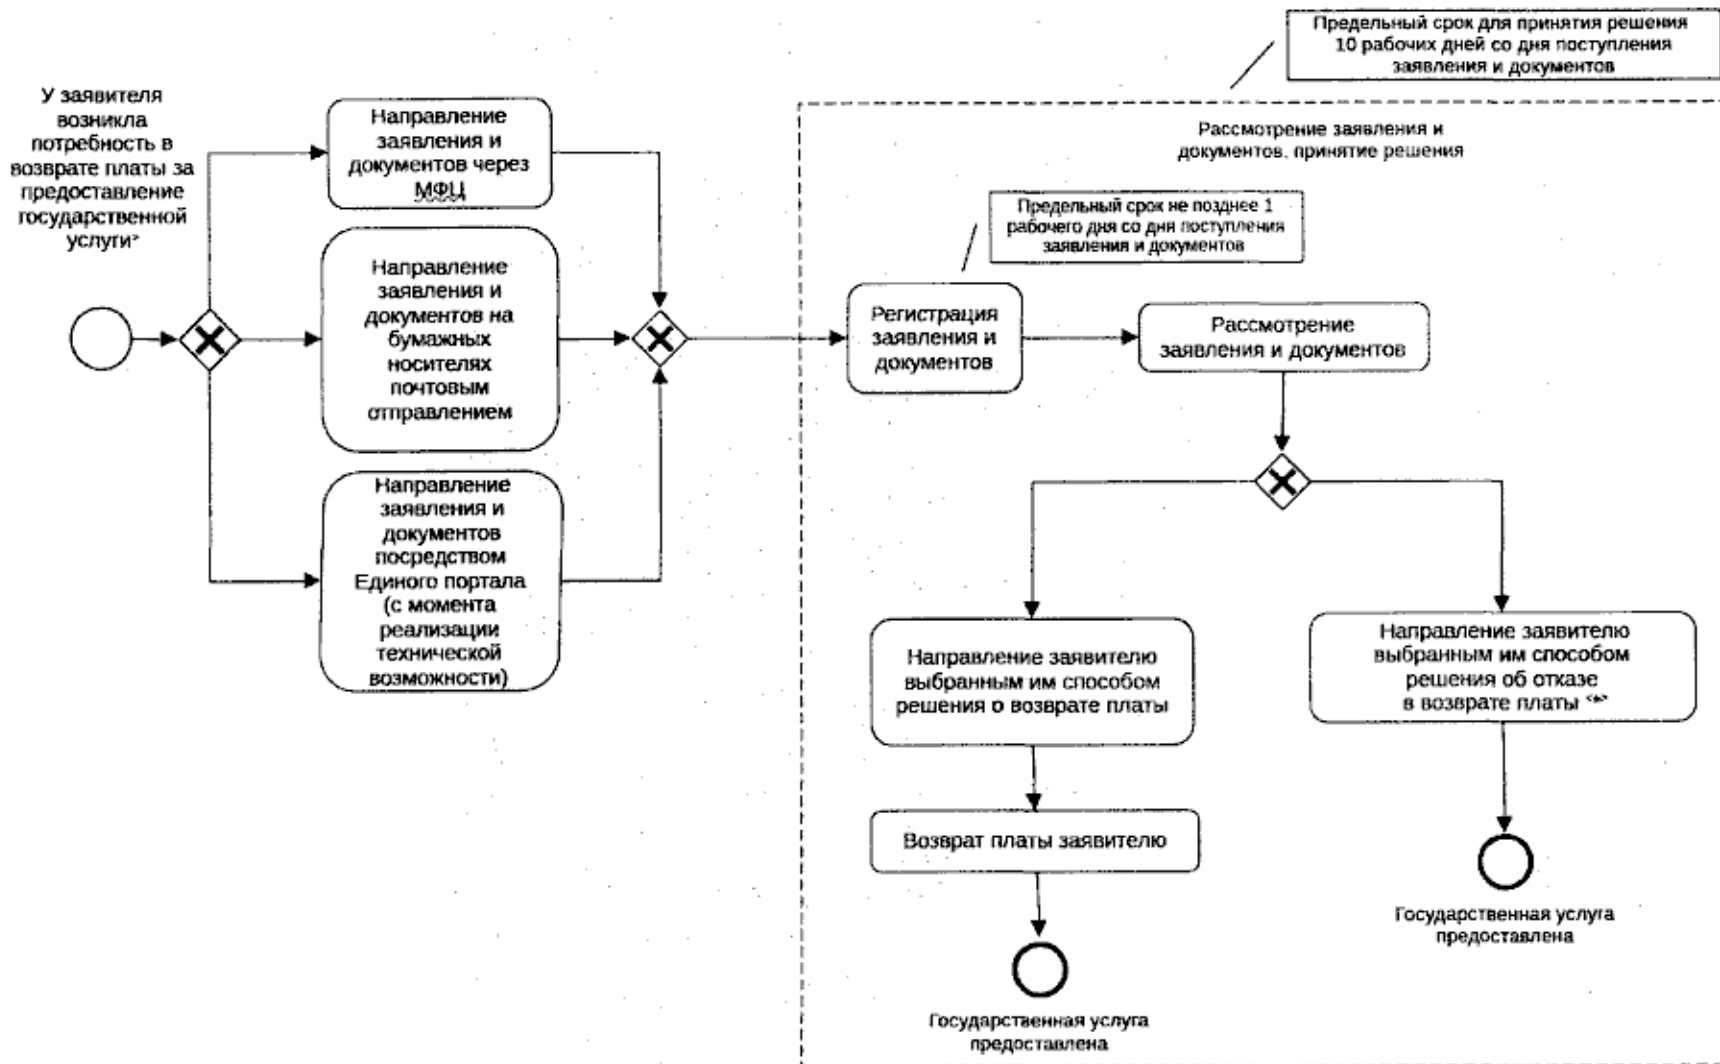 Предельный срок для принятия решения
10 рабочих дней со дня поступления
заявления и документов
У заявителя
возникла
потребность в
возврате платы за
предоставление
государственной
услуги>
Направление
заявления и
документов через
МФЦ
Рассмотрение заявления и
документов, принятие решения
Предельный срок не позднее 1
рабочего дня со дня поступления
заявления и документов
Направление
заявления и
документов на
бумажных
носителях
почтовым
отправлением
Регистрация
заявления и
документов
Рассмотрение
заявления и документов
Направление
заявления и
документов
посредством
Единого портала
(с момента
реализации
технической
возможности)
Направление заявителю
выбранным им способом
решения о возврате платы
Направление заявителю
выбранным им способом
решения об отказе
в возврате платы <*>
Возврат платы заявителю
Государственная услуга
предоставлена
Государственная услуга
предоставлена